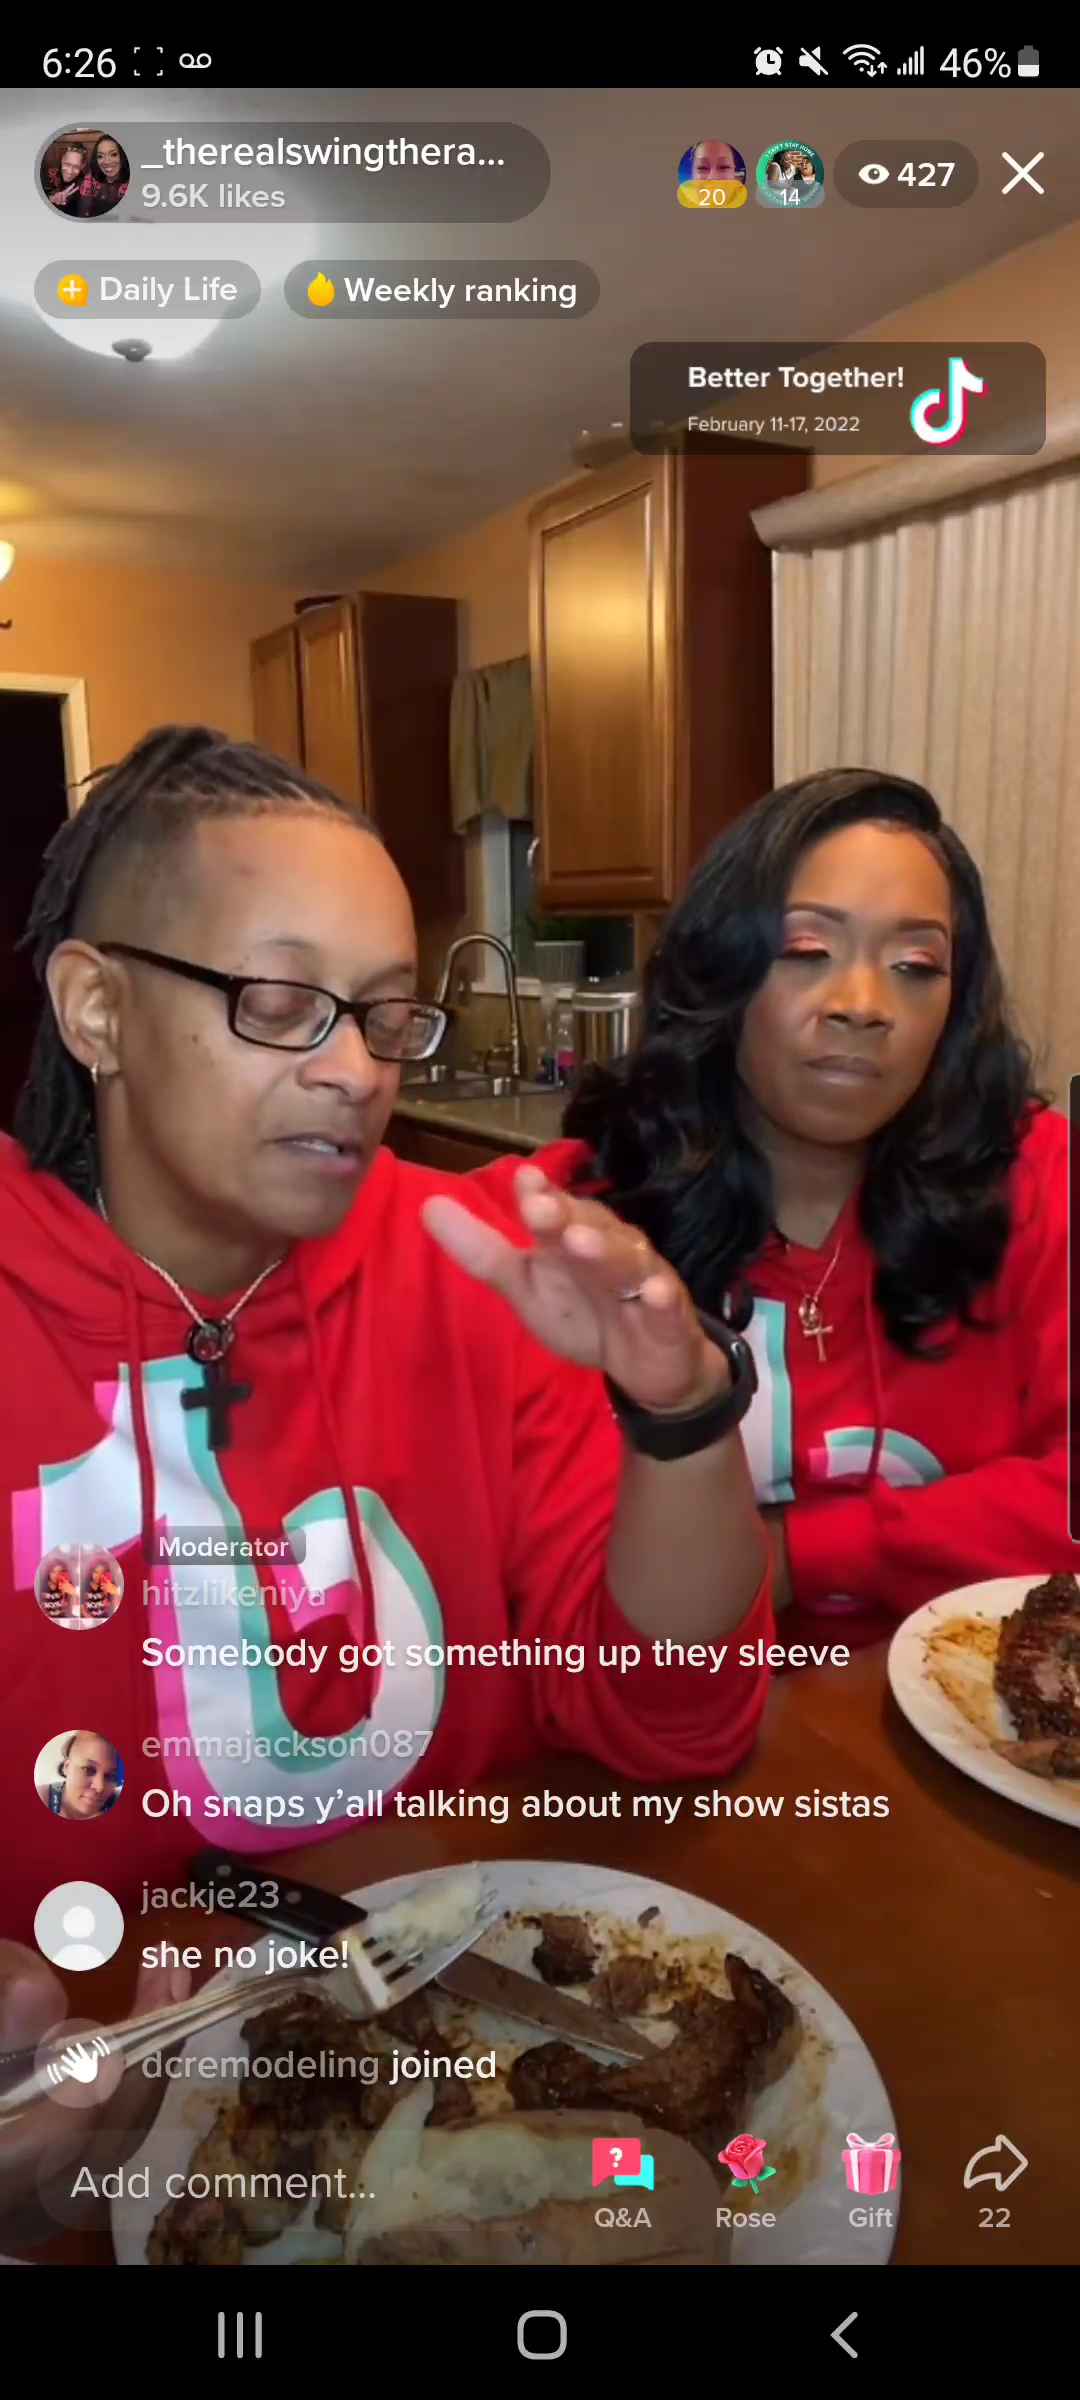 6:26
46%
_therealswingthera...
9.6K likes
20
14
427
Daily Life
Weekly ranking
Better Together!
February 11-17, 2022
Moderator
hitzlikeniya
Somebody got something up they sleeve
emmajackson087
Oh snaps y’all talking about my show sistas
jackje23
she no joke!
dcremodeling joined
Add comment...
Q&A
Rose
Gift
22